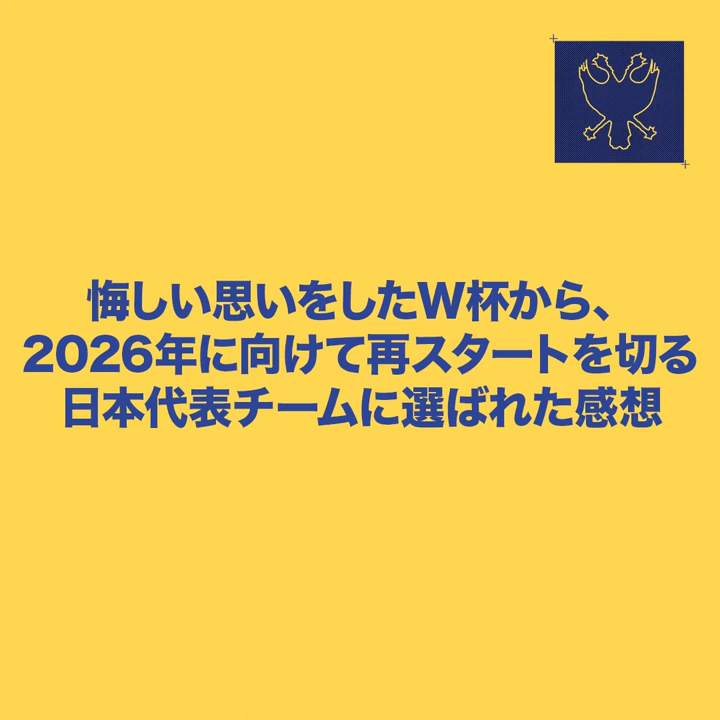 悔しい思いをしたW杯から、
2026年に向けて再スタートを切る
日本代表チームに選ばれた感想